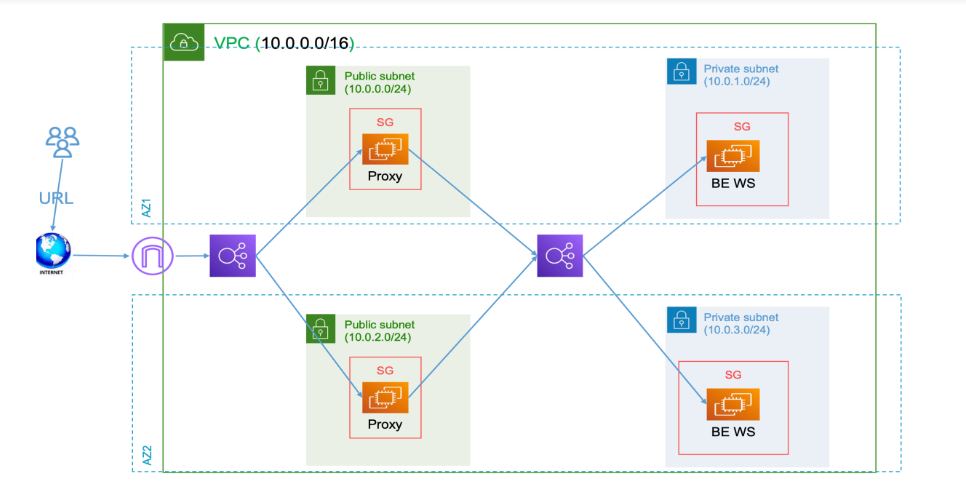 VPC (10.0.0.0/16)
AZ1
Public subnet
(10.0.0.0/24)
SG
Proxy
Private subnet
(10.0.1.0/24)
SG
BE WS
URL
INTERNET
AZ2
Public subnet
(10.0.2.0/24)
SG
Proxy
Private subnet
(10.0.3.0/24)
SG
BE WS